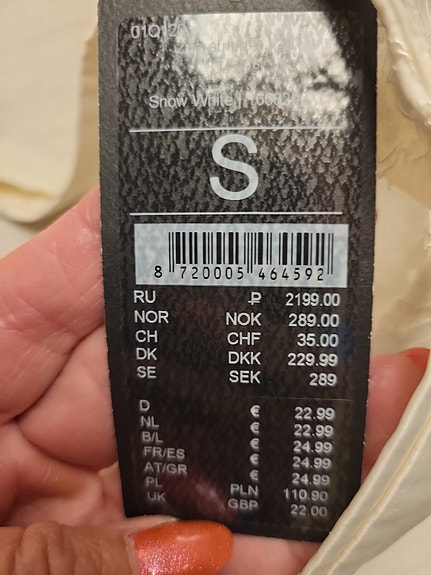 Snow White
S
8 720005 464592
RU ₽ 2199.00
NOR NOK 289.00
CH CHF 35.00
DK DKK 229.99
SE SEK 289
D € 22.99
NL € 22.99
B/L € 24.99
FR/ES € 24.99
AT/GR € 24.99
PL PLN 110.90
UK GBP 22.00